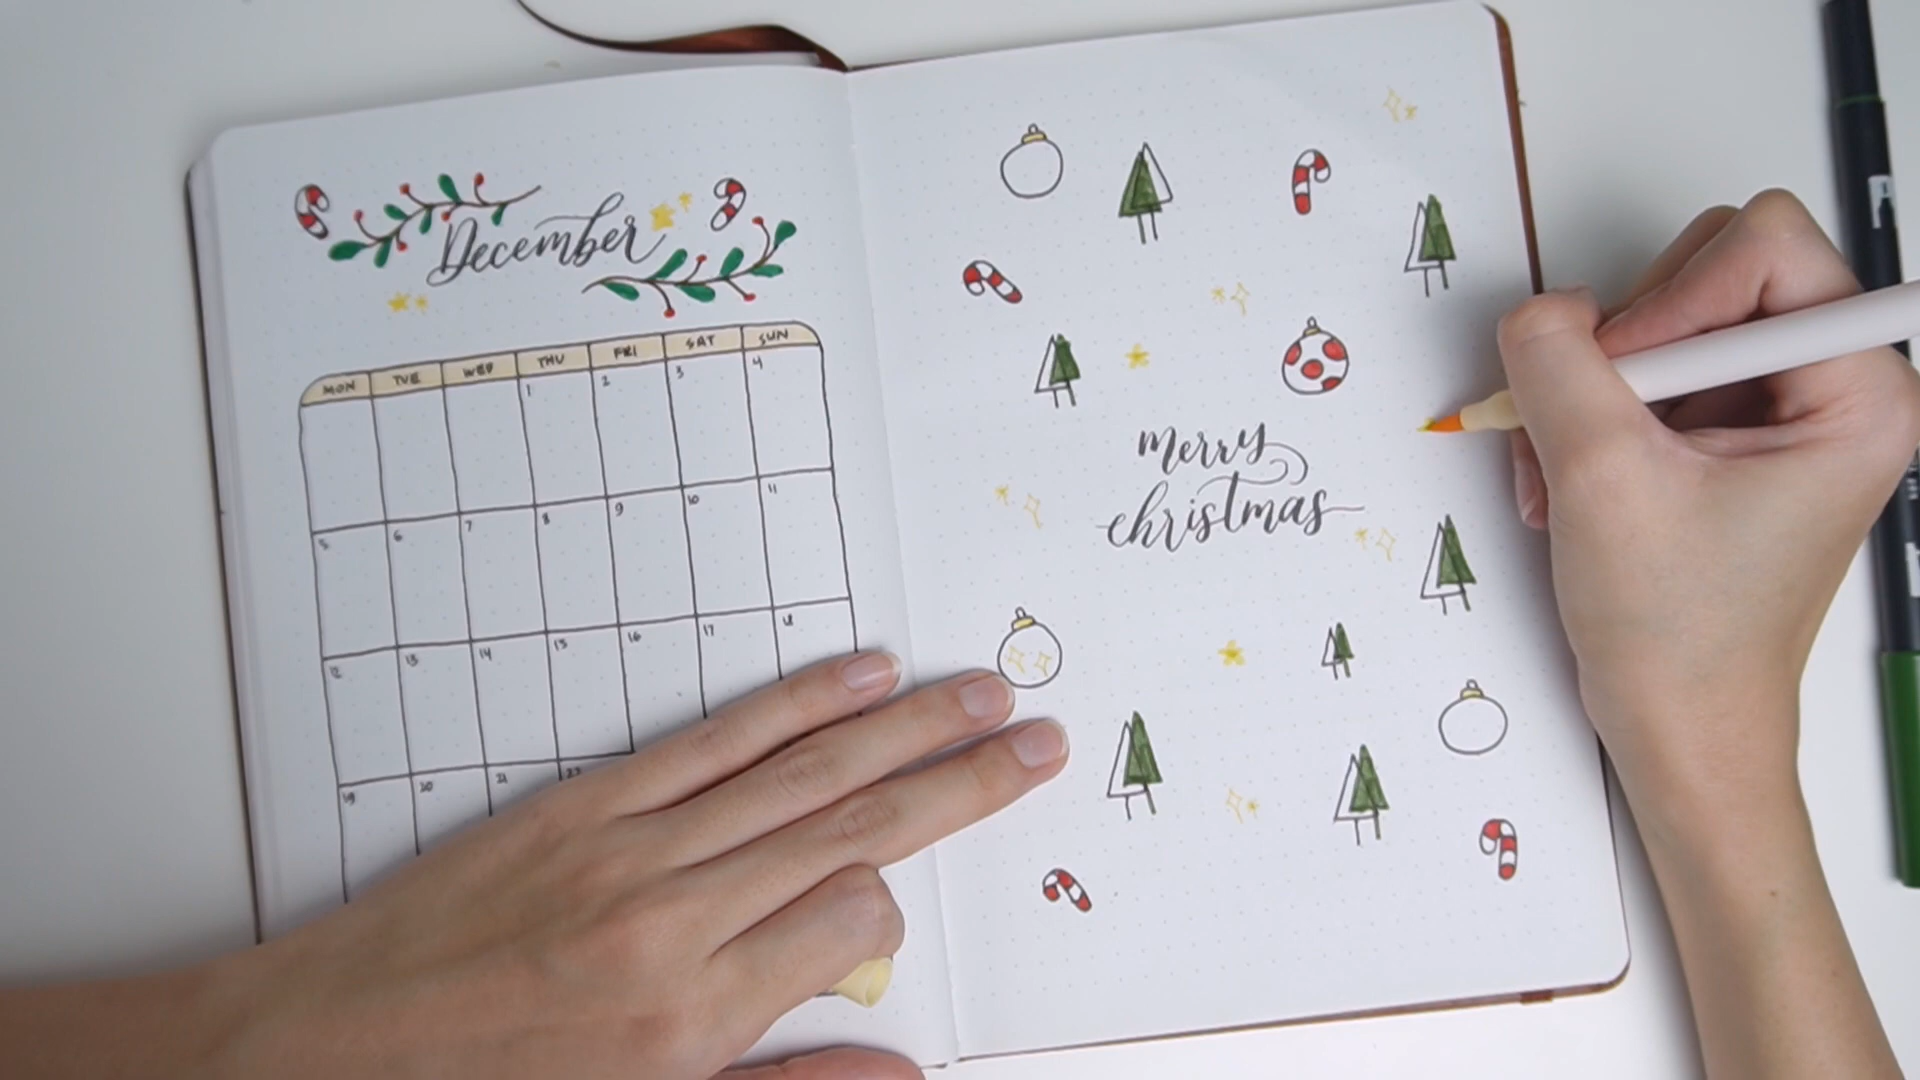 December
MON TUE WED THU FRI SAT SUN
1 2 3 4
5 6 7 8 9 10 11
12 13 14 15 16 17 18
19 20 21 22
merry
christmas